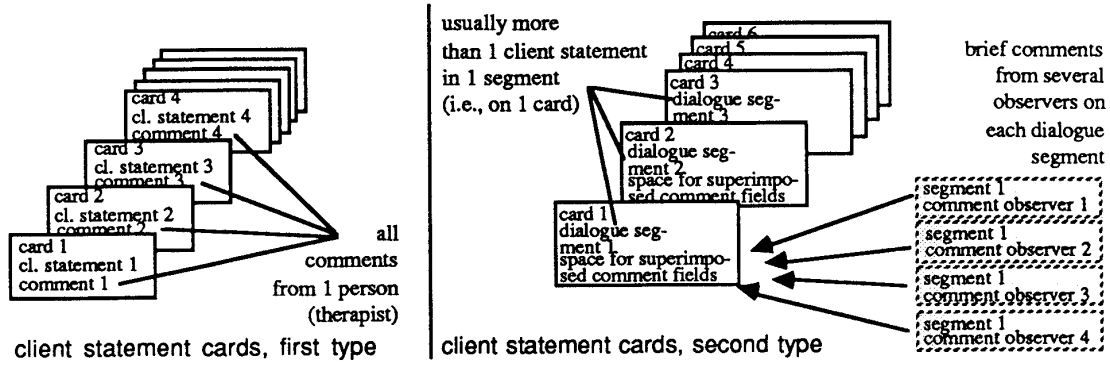 card 4
cl. statement 4
comment 4
card 3
cl. statement 3
comment 3
card 2
cl. statement 2
comment 2
card 1
cl. statement 1
comment 1
all
comments
from 1 person
(therapist)
client statement cards, first type
usually more
than 1 client statement
in 1 segment
(i.e., on 1 card)
card 6
card 5
card 4
card 3
dialogue seg-
ment 3
card 2
dialogue seg-
ment 2
space for superimpo-
sed comment fields
card 1
dialogue seg-
ment 1
space for superimpo-
sed comment fields
brief comments
from several
observers on
each dialogue
segment
segment 1
comment observer 1
segment 1
comment observer 2
segment 1
comment observer 3
segment 1
comment observer 4
client statement cards, second type